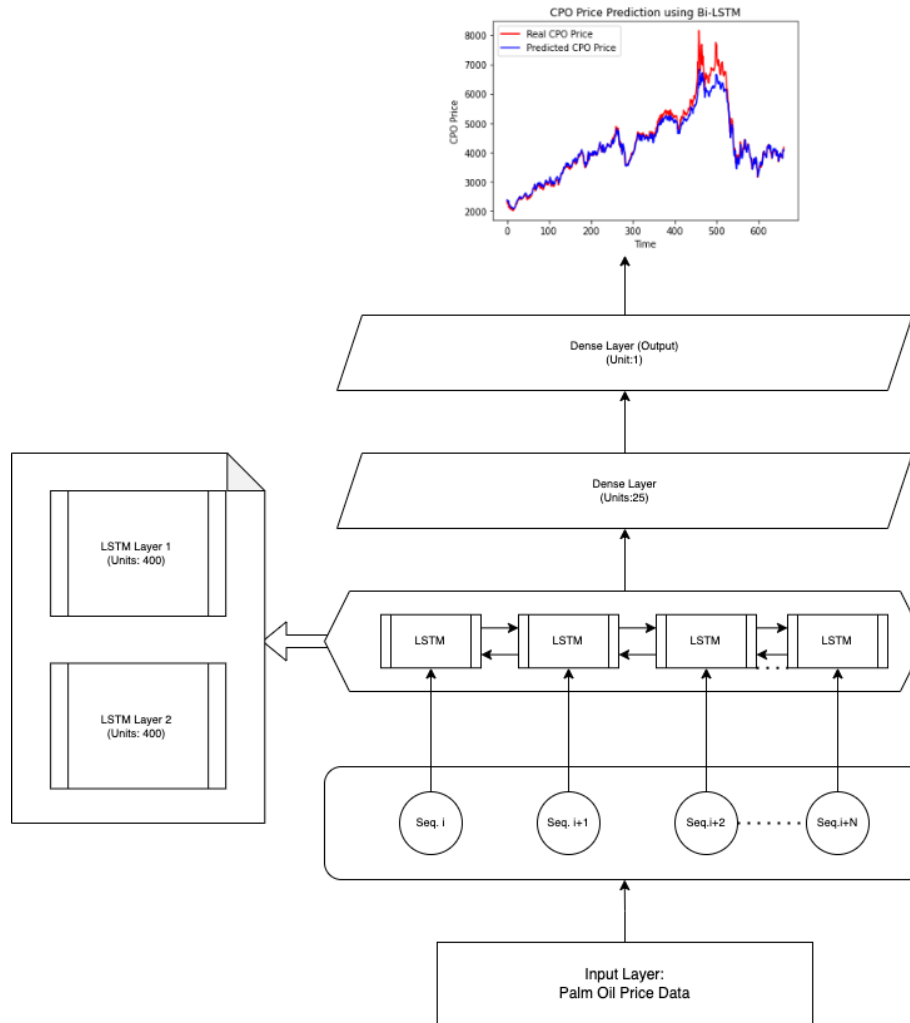 CPO Price Prediction using Bi-LSTM
Real CPO Price
Predicted CPO Price
8000
7000
6000
5000
4000
3000
2000
CPO Price
0 100 200 300 400 500 600
Time
Dense Layer (Output)
(Unit:1)
Dense Layer
(Units:25)
LSTM Layer 1
(Units: 400)
LSTM Layer 2
(Units: 400)
LSTM LSTM LSTM LSTM
Seq. i Seq. i+1 Seq.i+2 Seq.i+N
Input Layer:
Palm Oil Price Data